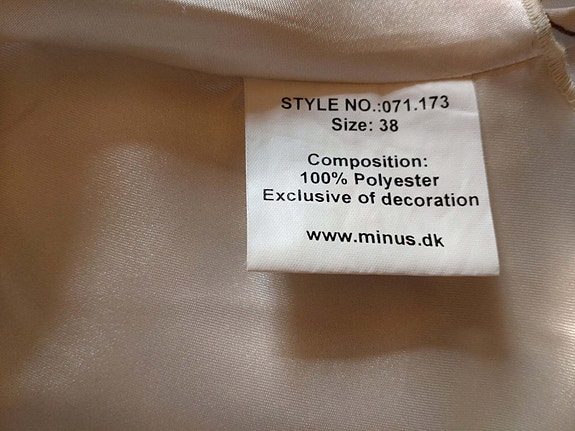 STYLE NO.:071.173
Size: 38
Composition:
100% Polyester
Exclusive of decoration
www.minus.dk